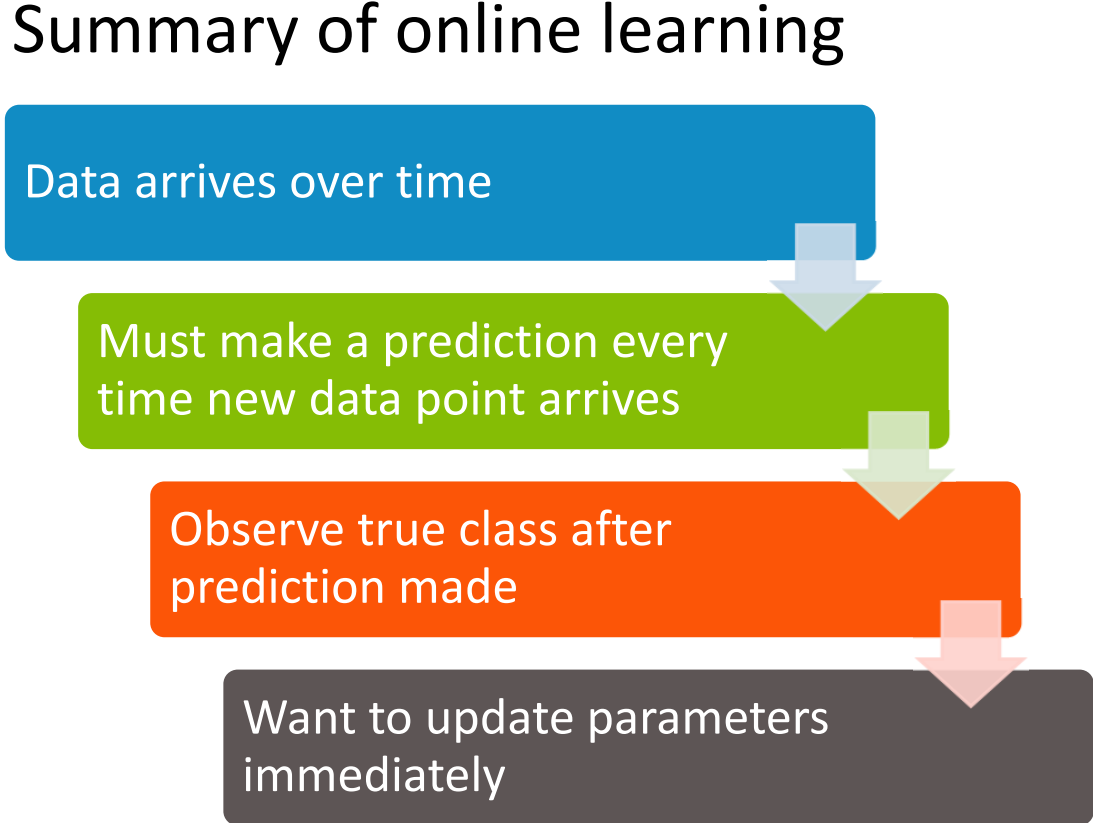 Summary of online learning
Data arrives over time
Must make a prediction every
time new data point arrives
Observe true class after
prediction made
Want to update parameters
immediately